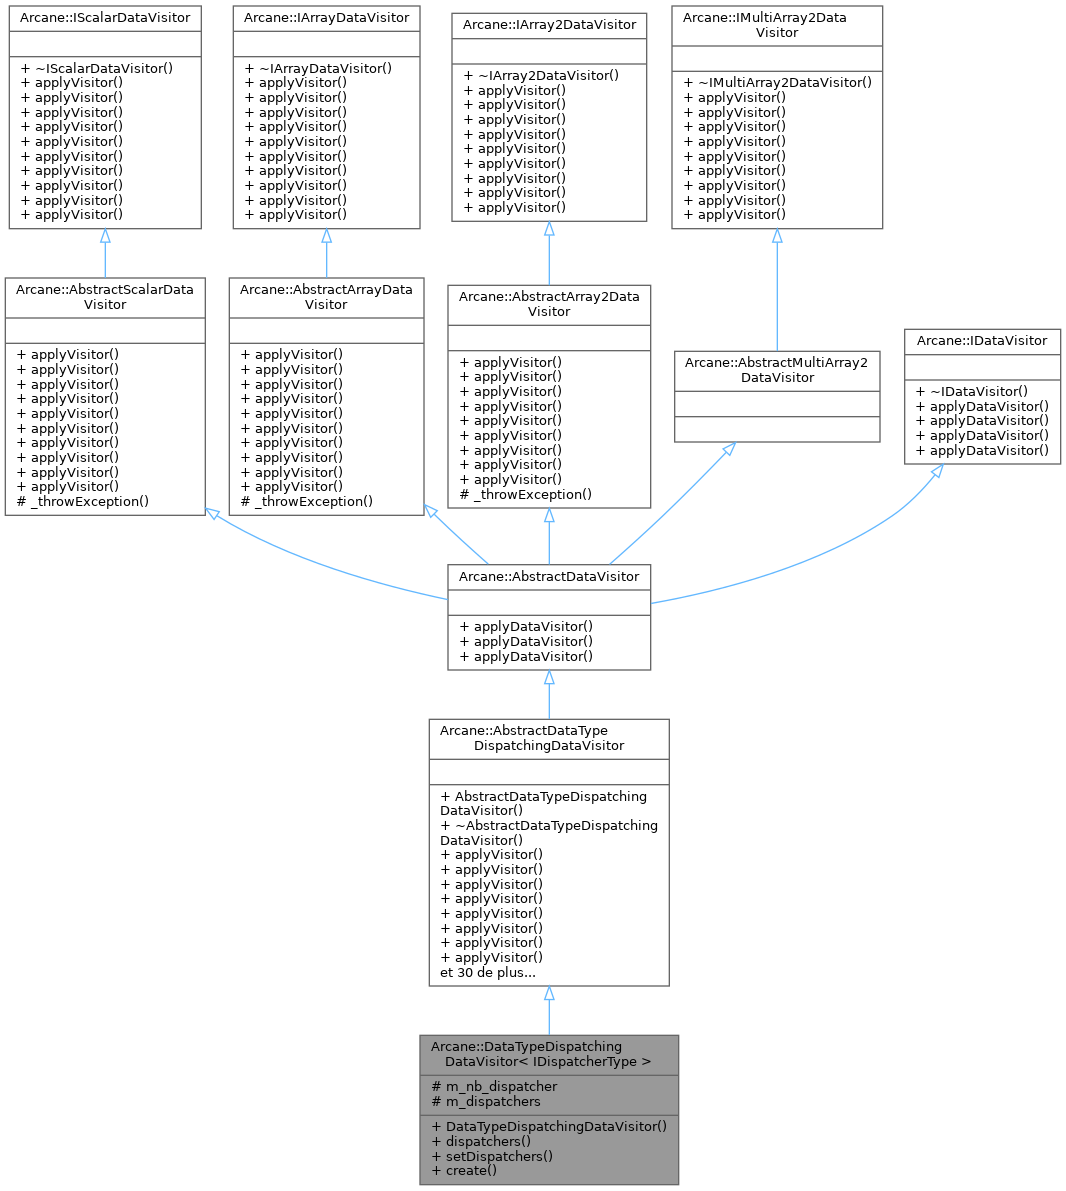 Arcane::IScalarDataVisitor
+ ~IScalarDataVisitor()
+ applyVisitor()
+ applyVisitor()
+ applyVisitor()
+ applyVisitor()
+ applyVisitor()
+ applyVisitor()
+ applyVisitor()
+ applyVisitor()
+ applyVisitor()
+ applyVisitor()
Arcane::IArrayDataVisitor
+ ~IArrayDataVisitor()
+ applyVisitor()
+ applyVisitor()
+ applyVisitor()
+ applyVisitor()
+ applyVisitor()
+ applyVisitor()
+ applyVisitor()
+ applyVisitor()
+ applyVisitor()
+ applyVisitor()
Arcane::IArray2DataVisitor
+ ~IArray2DataVisitor()
+ applyVisitor()
+ applyVisitor()
+ applyVisitor()
+ applyVisitor()
+ applyVisitor()
+ applyVisitor()
+ applyVisitor()
+ applyVisitor()
+ applyVisitor()
Arcane::IMultiArray2Data
Visitor
+ ~IMultiArray2DataVisitor()
+ applyVisitor()
+ applyVisitor()
+ applyVisitor()
+ applyVisitor()
+ applyVisitor()
+ applyVisitor()
+ applyVisitor()
+ applyVisitor()
+ applyVisitor()
Arcane::AbstractScalarData
Visitor
+ applyVisitor()
+ applyVisitor()
+ applyVisitor()
+ applyVisitor()
+ applyVisitor()
+ applyVisitor()
+ applyVisitor()
+ applyVisitor()
+ applyVisitor()
+ applyVisitor()
# _throwException()
Arcane::AbstractArrayData
Visitor
+ applyVisitor()
+ applyVisitor()
+ applyVisitor()
+ applyVisitor()
+ applyVisitor()
+ applyVisitor()
+ applyVisitor()
+ applyVisitor()
+ applyVisitor()
+ applyVisitor()
# _throwException()
Arcane::AbstractArray2Data
Visitor
+ applyVisitor()
+ applyVisitor()
+ applyVisitor()
+ applyVisitor()
+ applyVisitor()
+ applyVisitor()
+ applyVisitor()
+ applyVisitor()
+ applyVisitor()
# _throwException()
Arcane::AbstractMultiArray2
DataVisitor
Arcane::IDataVisitor
+ ~IDataVisitor()
+ applyDataVisitor()
+ applyDataVisitor()
+ applyDataVisitor()
+ applyDataVisitor()
Arcane::AbstractDataVisitor
+ applyDataVisitor()
+ applyDataVisitor()
+ applyDataVisitor()
Arcane::AbstractDataType
DispatchingDataVisitor
+ AbstractDataTypeDispatching
DataVisitor()
+ ~AbstractDataTypeDispatching
DataVisitor()
+ applyVisitor()
+ applyVisitor()
+ applyVisitor()
+ applyVisitor()
+ applyVisitor()
+ applyVisitor()
+ applyVisitor()
+ applyVisitor()
et 30 de plus...
Arcane::DataTypeDispatching
DataVisitor< IDispatcherType >
# m_nb_dispatcher
# m_dispatchers
+ DataTypeDispatchingDataVisitor()
+ dispatchers()
+ setDispatchers()
+ create()